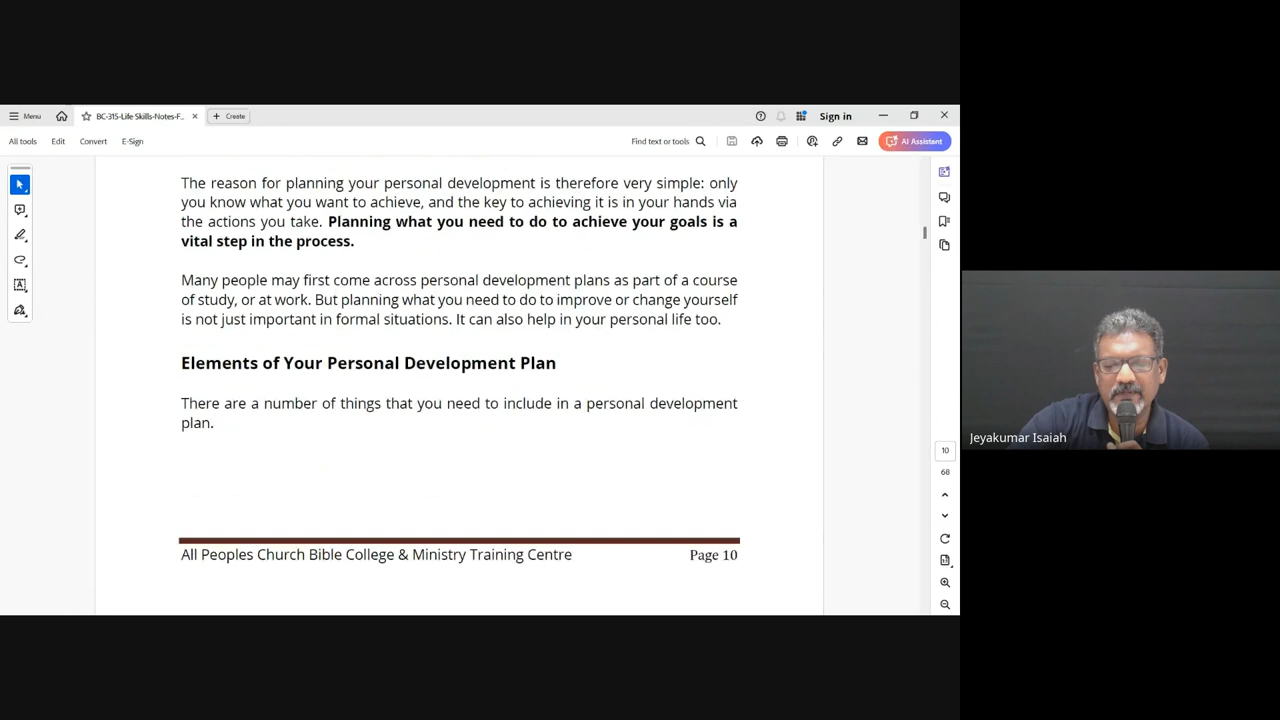 Menu
BC-315-Life Skills-Notes-F...
Create
Sign in
All tools
Edit
Convert
E-Sign
Find text or tools
AI Assistant
The reason for planning your personal development is therefore very simple: only
you know what you want to achieve, and the key to achieving it is in your hands via
the actions you take. Planning what you need to do to achieve your goals is a
vital step in the process.
Many people may first come across personal development plans as part of a course
of study, or at work. But planning what you need to do to improve or change yourself
is not just important in formal situations. It can also help in your personal life too.
Elements of Your Personal Development Plan
There are a number of things that you need to include in a personal development
plan.
All Peoples Church Bible College & Ministry Training Centre Page 10
10
68
Jeyakumar Isaiah